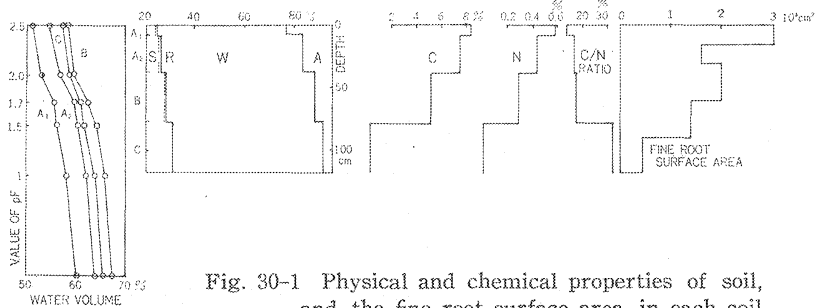 20 40 80 %
2 4 6 8%
0.2 0.4 0.6 %
20 30 %
0 1 2 3 10⁴cm²
2.5
2.0
1.7
1.5
1
VALUE OF pF
A₁ A₂ C B
50 60 70 %
WATER VOLUME
A₁
A₂
B
C
S R W A
0
50
100
cm
DEPTH
C
N
C/N
RATIO
FINE ROOT
SURFACE AREA
Fig. 30-1 Physical and chemical properties of soil,
and the fine root surface area in each soil